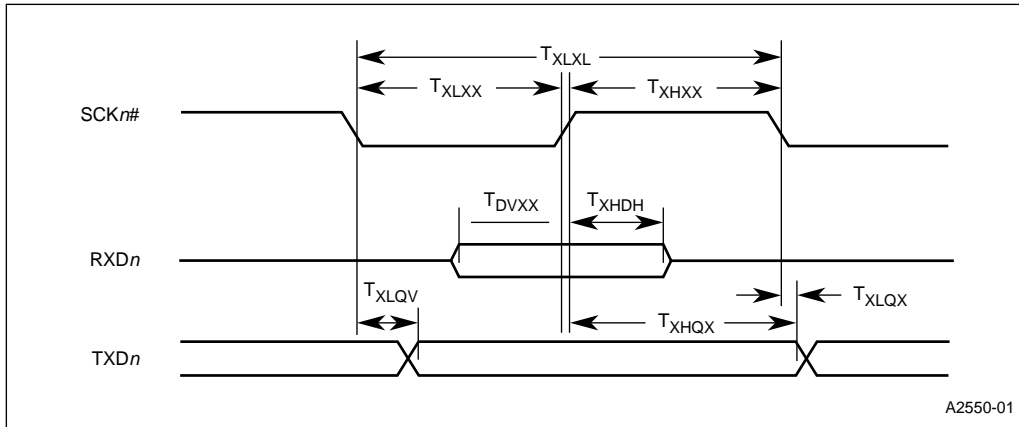 TXLXL
TXLXX TXHXX
SCKn#
TDVXX TXHDH
RXDn
TXLQV TXLQX
TXHQX
TXDn
A2550-01